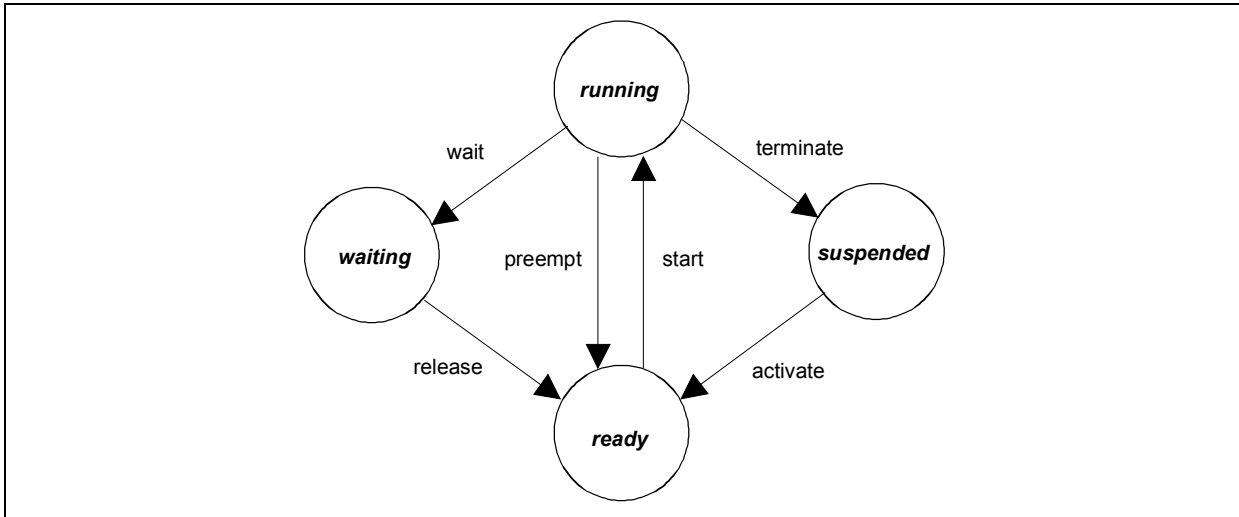 running
wait
terminate
waiting
preempt
start
suspended
release
activate
ready